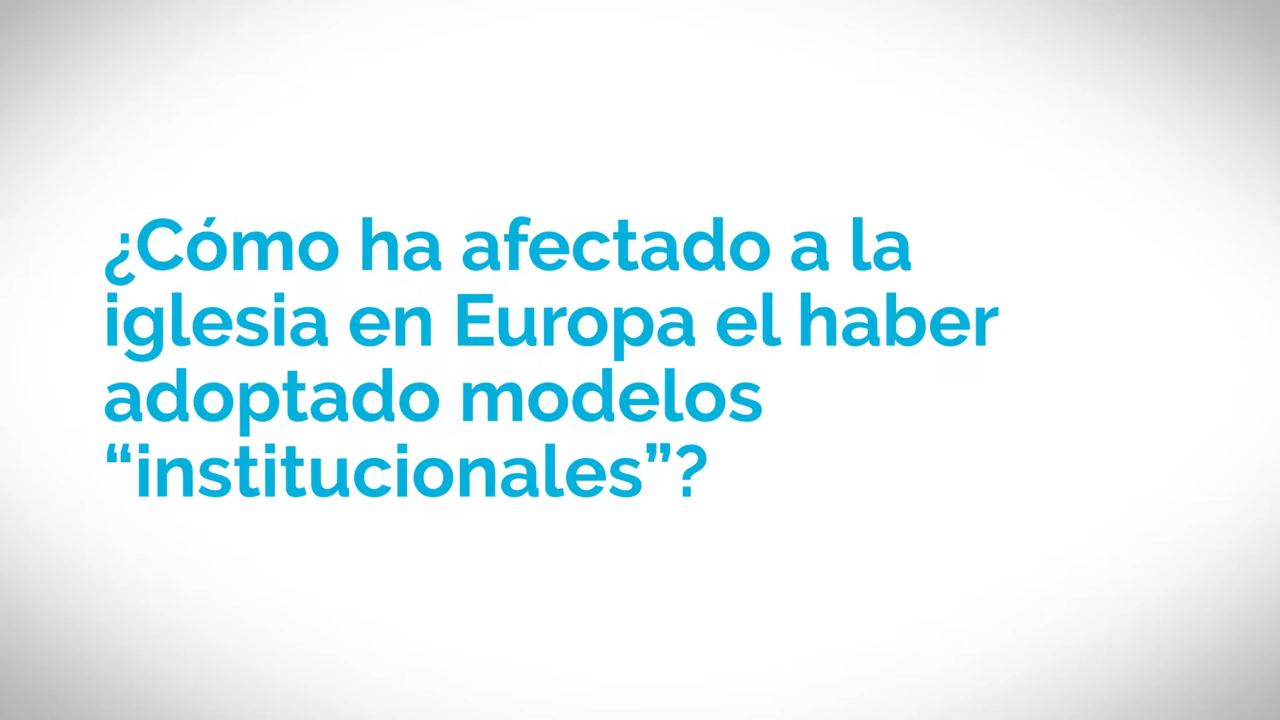 ¿Cómo ha afectado a la
iglesia en Europa el haber
adoptado modelos
“institucionales”?